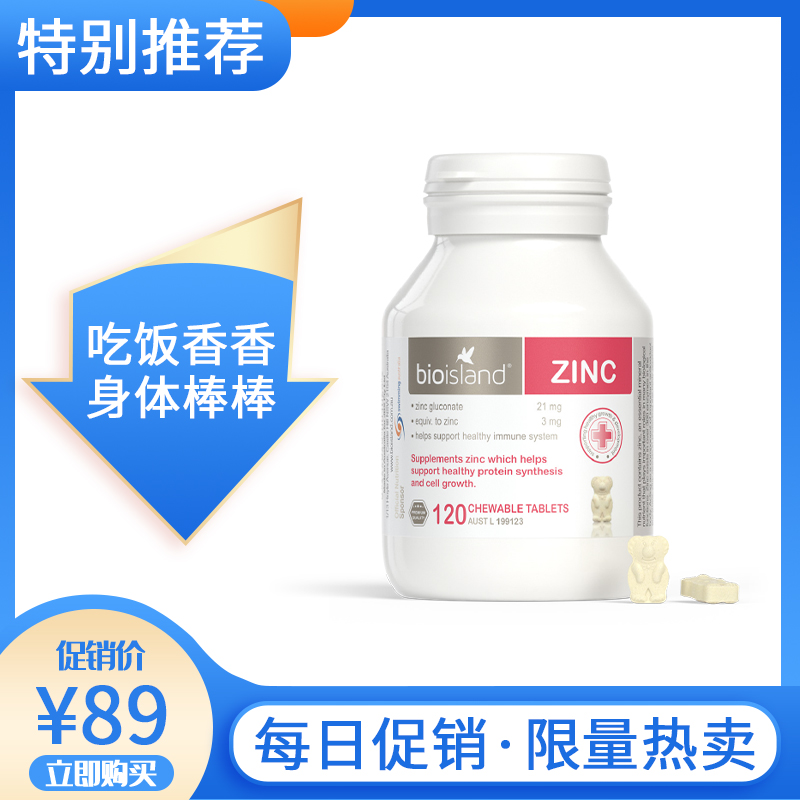 特别推荐
吃饭香香
身体棒棒
bioisland®
ZINC
• zinc gluconate 21 mg
• equiv. to zinc 3 mg
• helps support healthy immune system
Supplements zinc which helps
support healthy protein synthesis
and cell growth.
120 CHEWABLE TABLETS
AUST L 199123
Sponsor
促销价
¥89
立即购买
每日促销·限量热卖